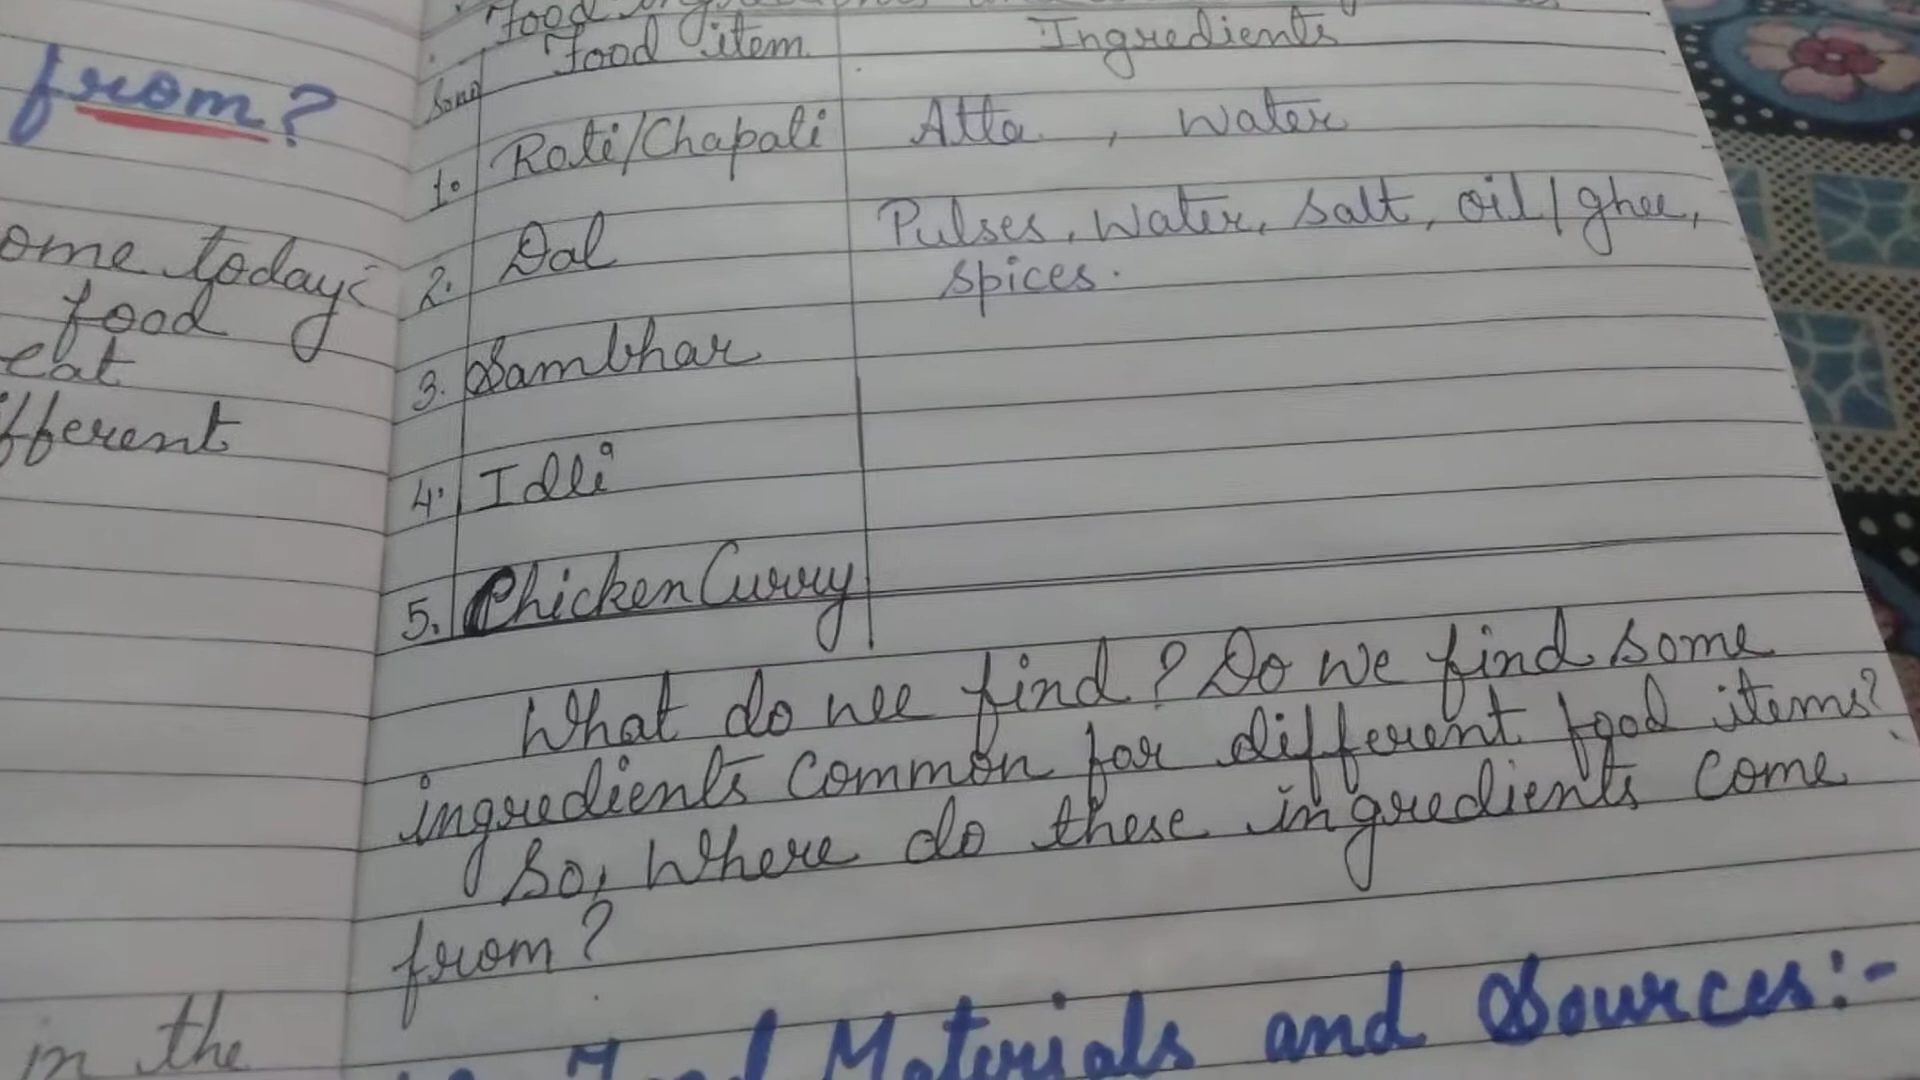 from?
ome today:
food
eat
fferent
in the
Food
Food item Ingredients
1. Roti/Chapati Atta , Water
2. Dal Pulses, Water, salt, oil/ghee,
spices.
3. Sambhar
4. Idli
5. Chicken Curry
What do we find? Do we find some
ingredients common for different food items?
So, Where do these ingredients come
from?
Materials and Sources:-